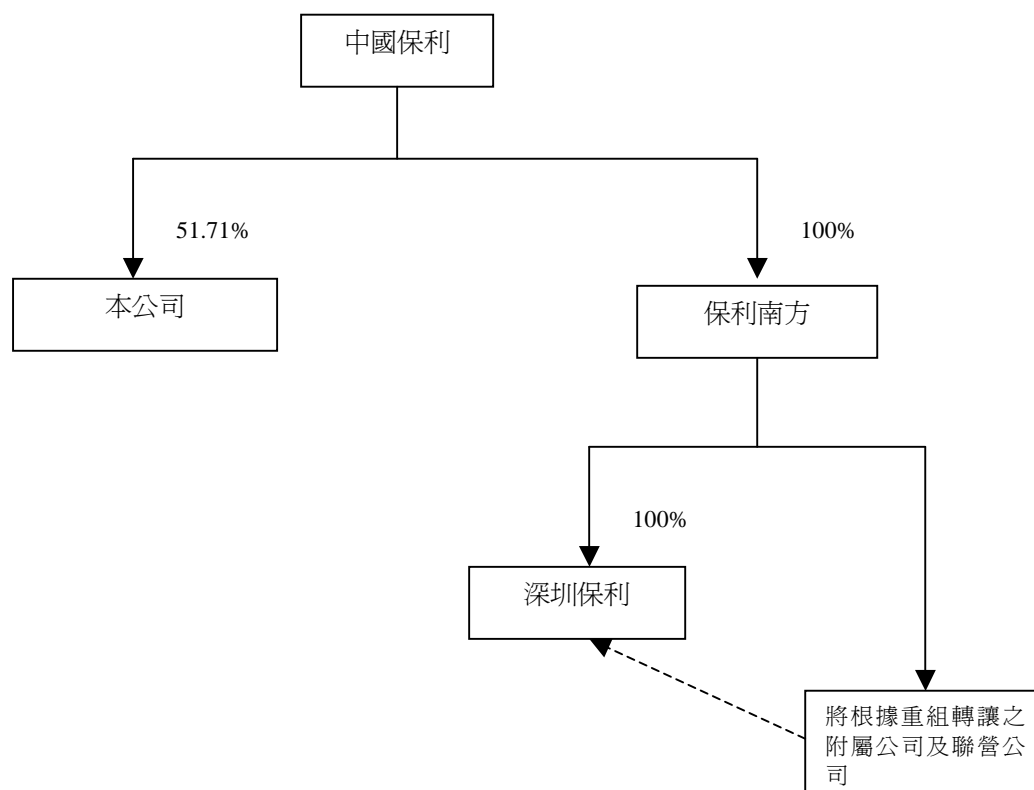 中國保利
51.71%
100%
本公司
保利南方
100%
深圳保利
將根據重組轉讓之
附屬公司及聯營公
司